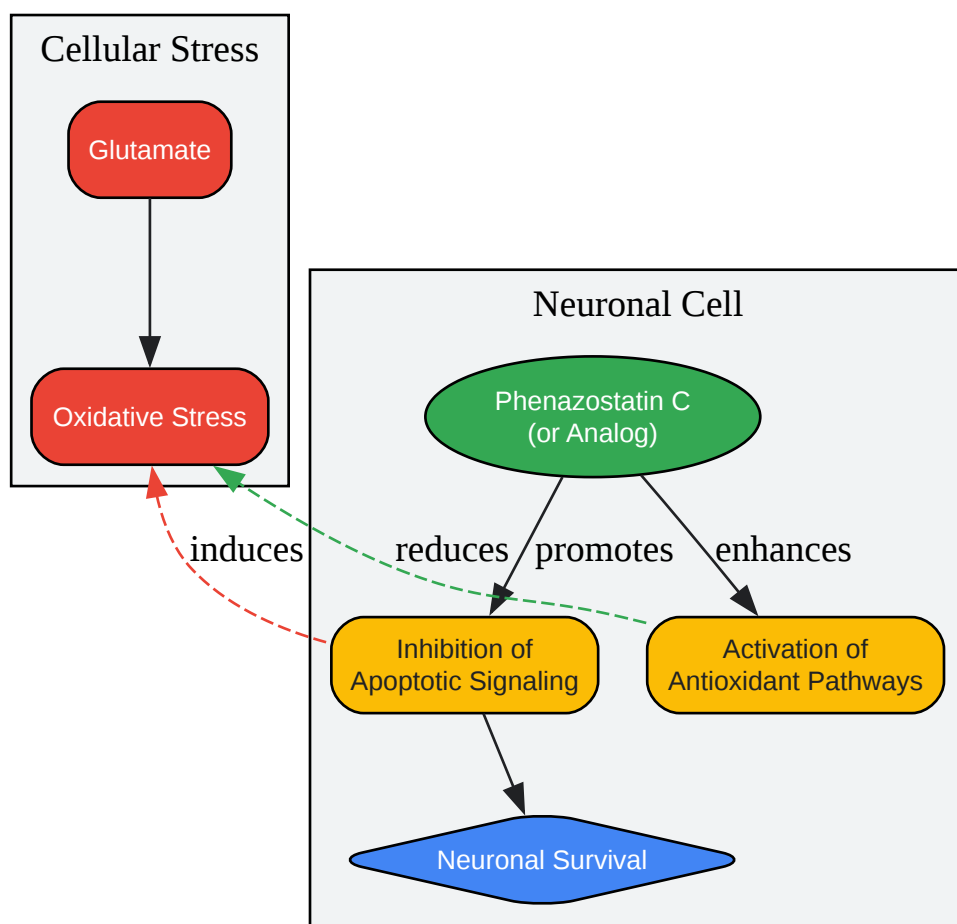 Cellular Stress
Glutamate
Oxidative Stress
Neuronal Cell
Phenazostatin C
(or Analog)
induces
reduces
promotes
enhances
Inhibition of
Apoptotic Signaling
Activation of
Antioxidant Pathways
Neuronal Survival